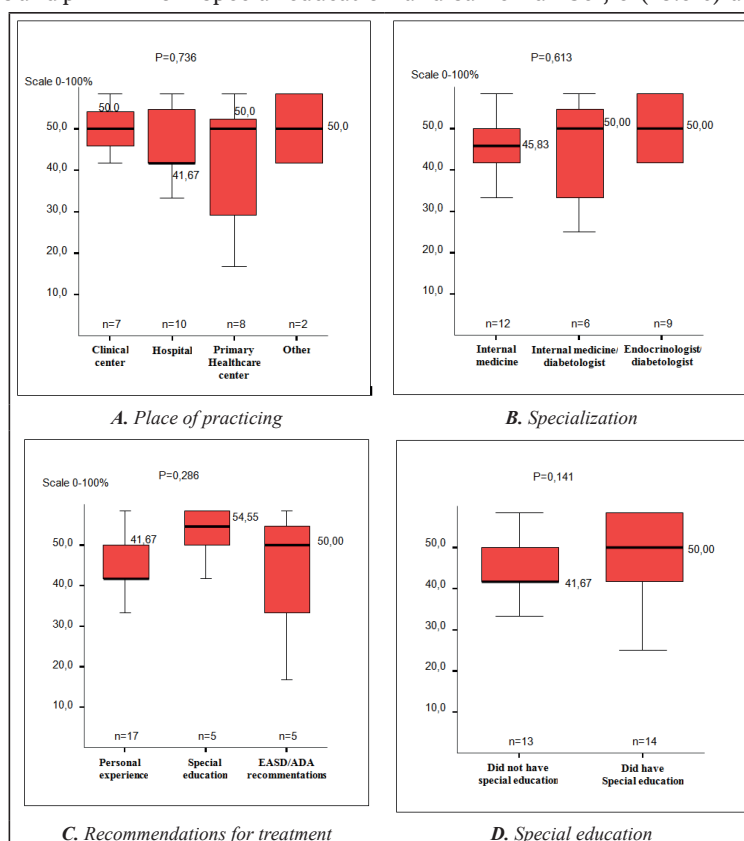 P=0,736
Scale 0-100%
50,0
50,0
50,0
50,0
40,0
41,67
30,0
20,0
10,0
n=7 n=10 n=8 n=2
Clinical center
Hospital
Primary Healthcare center
Other
A. Place of practicing
P=0,613
Scale 0-100%
50,0
50,00
50,00
45,83
40,0
30,0
20,0
10,0
n=12 n=6 n=9
Internal medicine
Internal medicine/ diabetologist
Endocrinologist/ diabetologist
B. Specialization
P=0,286
Scale 0-100%
54,55
50,0
41,67
50,00
40,0
30,0
20,0
10,0
n=17 n=5 n=5
Personal experience
Special education
EASD/ADA recommentations
C. Recommendations for treatment
P=0,141
50,0
50,00
40,0
41,67
30,0
20,0
10,0
n=13 n=14
Did not have special education
Did have Special education
D. Special education